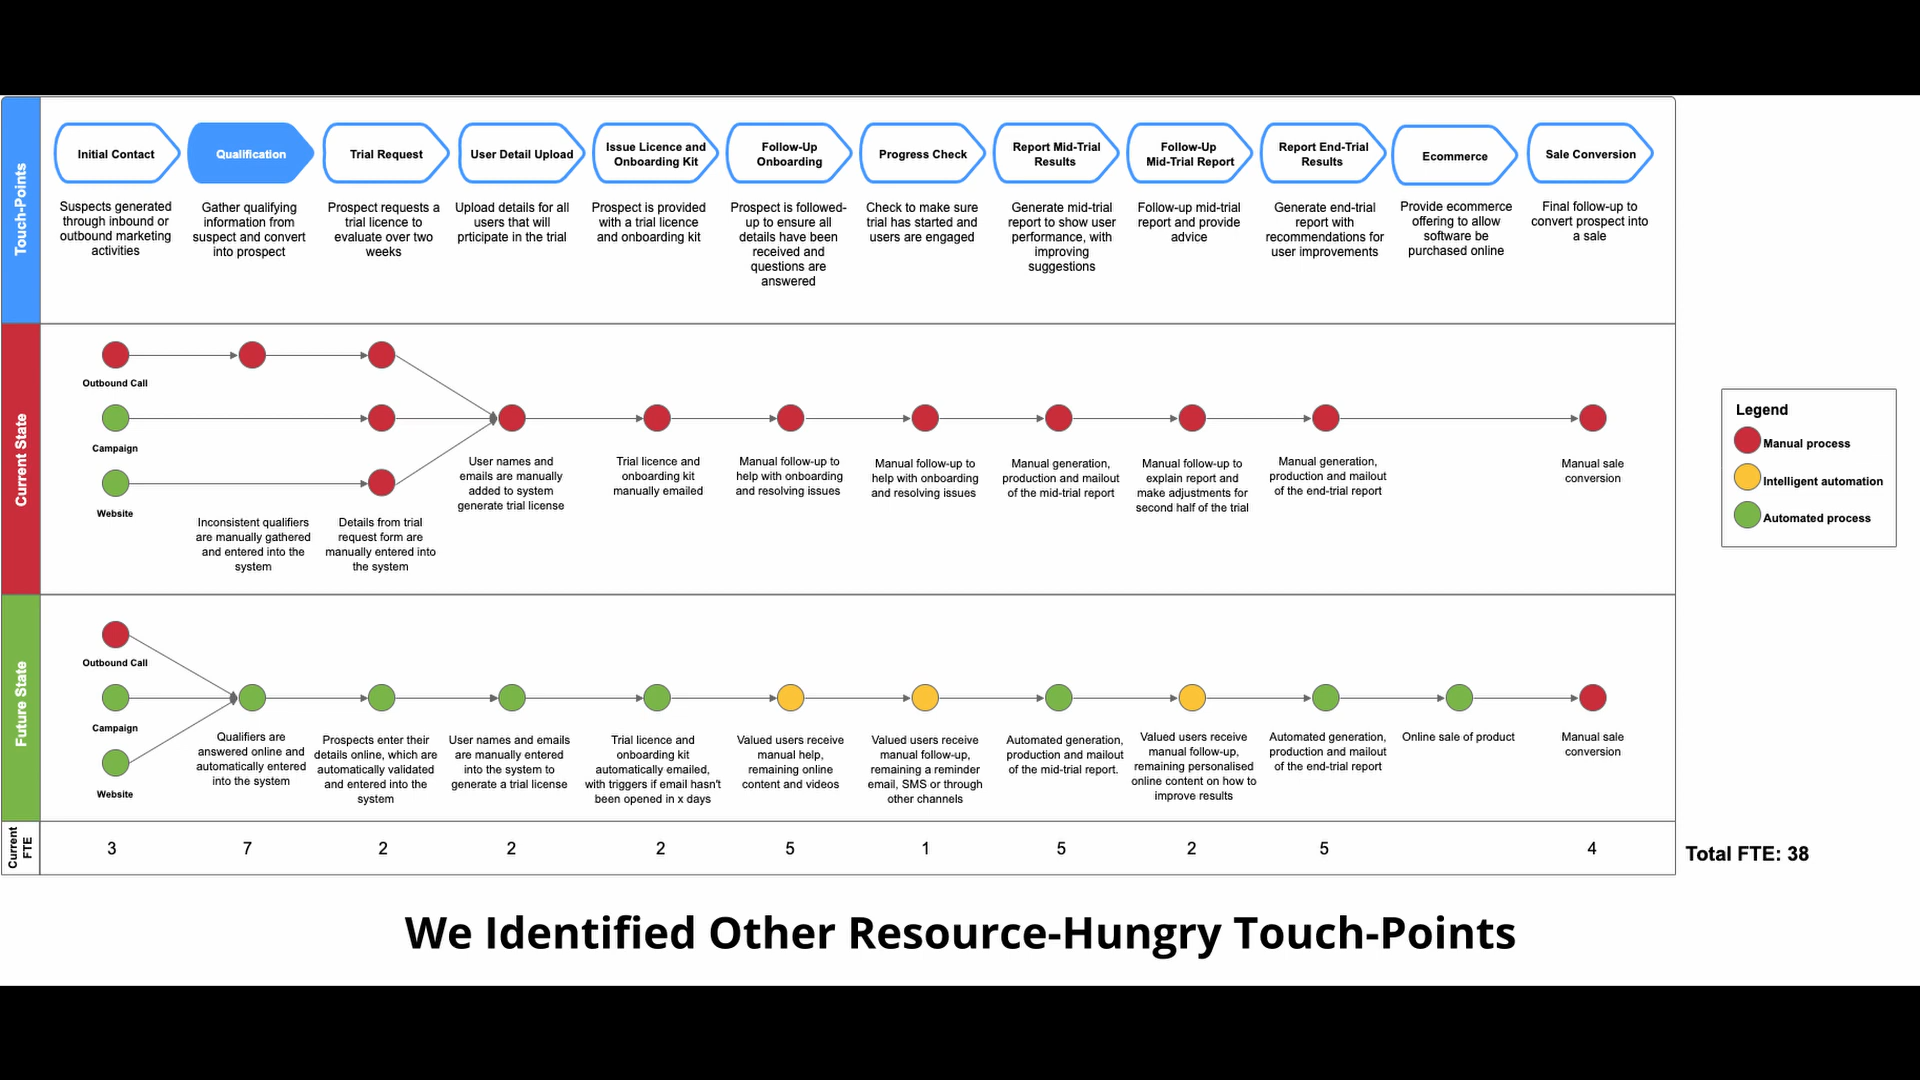 Touch-Points
Initial Contact
Qualification
Trial Request
User Detail Upload
Issue Licence and
Onboarding Kit
Follow-Up
Onboarding
Progress Check
Report Mid-Trial
Results
Follow-Up
Mid-Trial Report
Report End-Trial
Results
Ecommerce
Sale Conversion
Suspects generated
through inbound or
outbound marketing
activities
Gather qualifying
information from
suspect and convert
into prospect
Prospect requests a
trial licence to
evaluate over two
weeks
Upload details for all
users that will
prticipate in the trial
Prospect is provided
with a trial licence
and onboarding kit
Prospect is followed-
up to ensure all
details have been
received and
questions are
answered
Check to make sure
trial has started and
users are engaged
Generate mid-trial
report to show user
performance, with
improving
suggestions
Follow-up mid-trial
report and provide
advice
Generate end-trial
report with
recommendations for
user improvements
Provide ecommerce
offering to allow
software be
purchased online
Final follow-up to
convert prospect into
a sale
Current State
Outbound Call
Campaign
Website
Inconsistent qualifiers
are manually gathered
and entered into the
system
Details from trial
request form are
manually entered into
the system
User names and
emails are manually
added to system
generate trial license
Trial licence and
onboarding kit
manually emailed
Manual follow-up to
help with onboarding
and resolving issues
Manual follow-up to
help with onboarding
and resolving issues
Manual generation,
production and mailout
of the mid-trial report
Manual follow-up to
explain report and
make adjustments for
second half of the trial
Manual generation,
production and mailout
of the end-trial report
Manual sale
conversion
Legend
Manual process
Intelligent automation
Automated process
Future State
Outbound Call
Campaign
Website
Qualifiers are
answered online and
automatically entered
into the system
Prospects enter their
details online, which are
automatically validated
and entered into the
system
User names and emails
are manually entered
into the system to
generate a trial license
Trial licence and
onboarding kit
automatically emailed,
with triggers if email hasn't
been opened in x days
Valued users receive
manual help,
remaining online
content and videos
Valued users receive
manual follow-up,
remaining a reminder
email, SMS or through
other channels
Automated generation,
production and mailout
of the mid-trial report.
Valued users receive
manual follow-up,
remaining personalised
online content on how to
improve results
Automated generation,
production and mailout
of the end-trial report
Online sale of product
Manual sale
conversion
Current
FTE
3
7
2
2
2
5
1
5
2
5
4
Total FTE: 38
We Identified Other Resource-Hungry Touch-Points